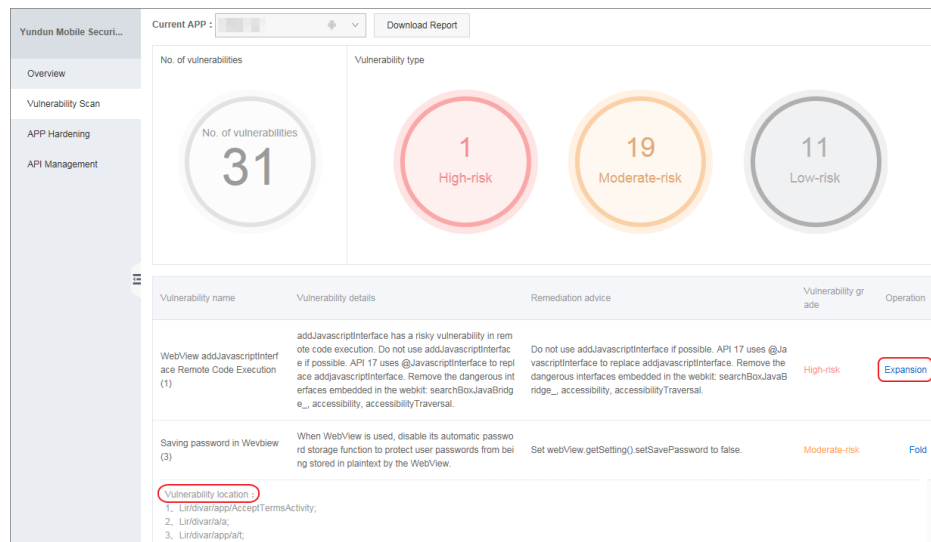 Yundun Mobile Securi...
Overview
Vulnerability Scan
APP Hardening
API Management
Current APP :
Download Report
No. of vulnerabilities
No. of vulnerabilities
31
Vulnerability type
1
High-risk
19
Moderate-risk
11
Low-risk
Vulnerability name
Vulnerability details
Remediation advice
Vulnerability gr
ade
Operation
WebView addJavascriptInterf
ace Remote Code Execution
(1)
addJavascriptInterface has a risky vulnerability in rem
ote code execution. Do not use addJavascriptInterfac
e if possible. API 17 uses @JavascriptInterface to repl
ace addjavascriptInterface. Remove the dangerous int
erfaces embedded in the webkit: searchBoxJavaBridg
e_, accessibility, accessibilityTraversal.
Do not use addJavascriptInterface if possible. API 17 uses @Ja
vascriptInterface to replace addjavascriptInterface. Remove the
dangerous interfaces embedded in the webkit: searchBoxJavaB
ridge_, accessibility, accessibilityTraversal.
High-risk
Expansion
Saving password in Wevbiew
(3)
When WebView is used, disable its automatic passwo
rd storage function to protect user passwords from bei
ng stored in plaintext by the WebView.
Set webView.getSetting().setSavePassword to false.
Moderate-risk
Fold
Vulnerability location：
1、Lir/divar/app/AcceptTermsActivity;
2、Lir/divar/a/a;
3、Lir/divar/app/a/t;